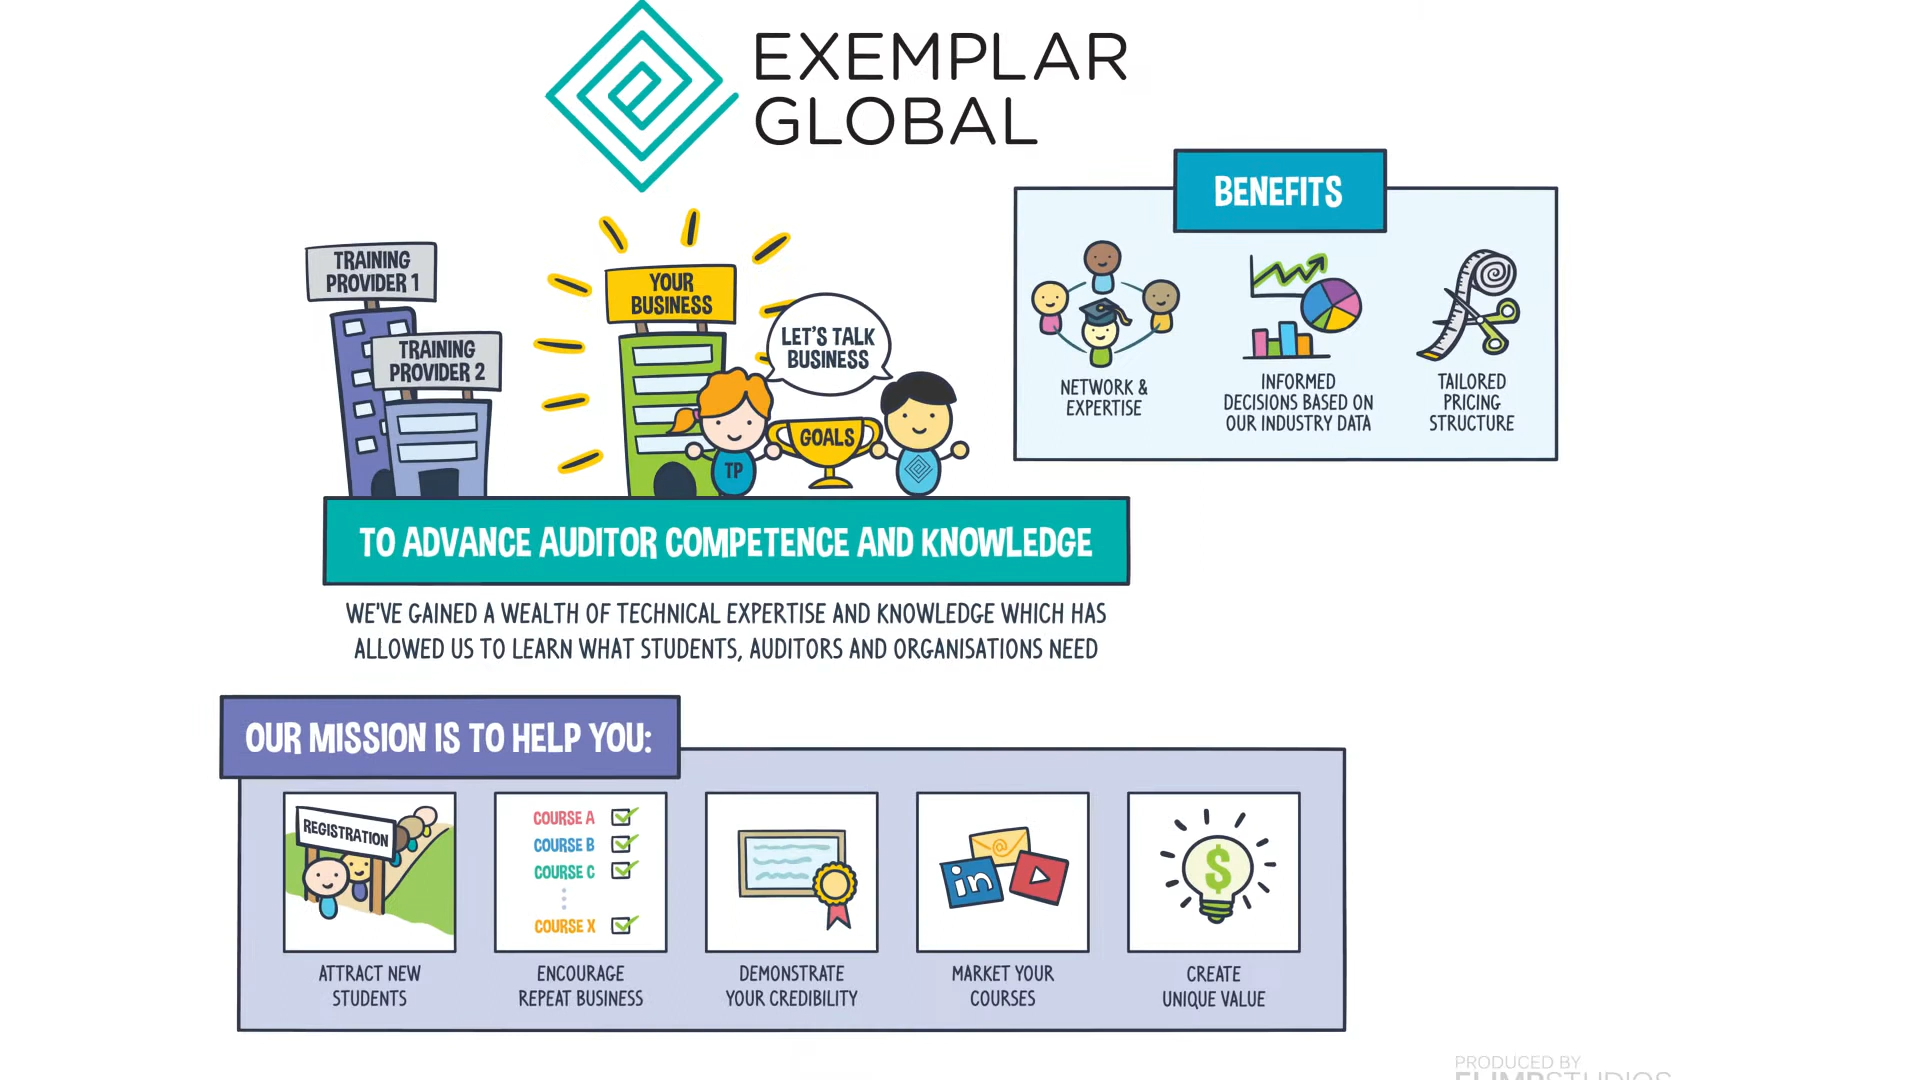 EXEMPLAR
GLOBAL
BENEFITS
TRAINING
PROVIDER 1
TRAINING
PROVIDER 2
YOUR
BUSINESS
LET'S TALK
BUSINESS
GOALS
TP
NETWORK &
EXPERTISE
INFORMED
DECISIONS BASED ON
OUR INDUSTRY DATA
TAILORED
PRICING
STRUCTURE
TO ADVANCE AUDITOR COMPETENCE AND KNOWLEDGE
WE'VE GAINED A WEALTH OF TECHNICAL EXPERTISE AND KNOWLEDGE WHICH HAS
ALLOWED US TO LEARN WHAT STUDENTS, AUDITORS AND ORGANISATIONS NEED
OUR MISSION IS TO HELP YOU:
REGISTRATION
COURSE A
COURSE B
COURSE C
COURSE X
@
in
$
ATTRACT NEW
STUDENTS
ENCOURAGE
REPEAT BUSINESS
DEMONSTRATE
YOUR CREDIBILITY
MARKET YOUR
COURSES
CREATE
UNIQUE VALUE
PRODUCED BY